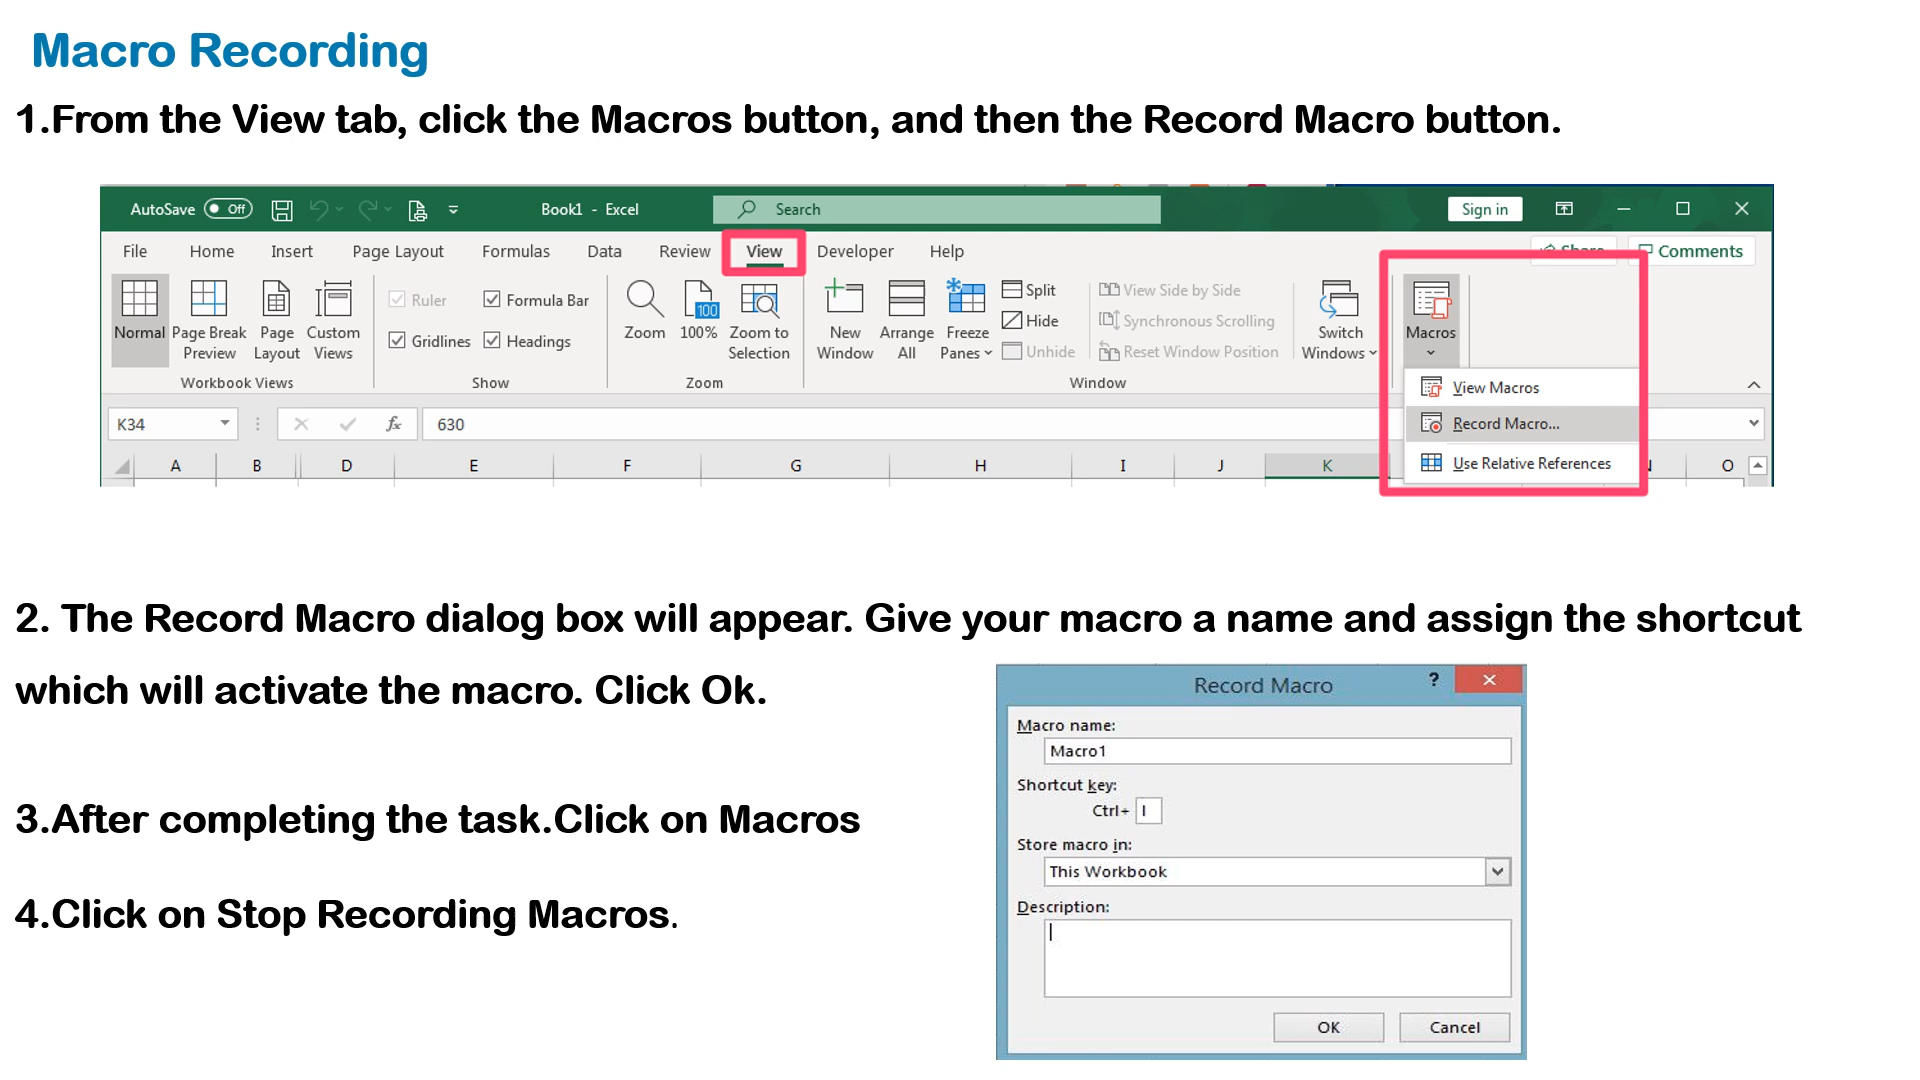 Macro Recording
1.From the View tab, click the Macros button, and then the Record Macro button.
AutoSave Off Book1 - Excel Search Sign in
File Home Insert Page Layout Formulas Data Review View Developer Help Share Comments
Normal Page Break Preview Page Layout Custom Views
Workbook Views
Ruler Formula Bar
Gridlines Headings
Show
Zoom 100% Zoom to Selection
100
Zoom
New Window Arrange All Freeze Panes
Split
Hide
Unhide
View Side by Side
Synchronous Scrolling
Reset Window Position
Switch Windows
Window
Macros
View Macros
Record Macro...
Use Relative References
K34 fx 630
A B D E F G H I J K N O
2. The Record Macro dialog box will appear. Give your macro a name and assign the shortcut
which will activate the macro. Click Ok.
3.After completing the task.Click on Macros
4.Click on Stop Recording Macros.
Record Macro ?
Macro name:
Macro1
Shortcut key:
Ctrl+ l
Store macro in:
This Workbook
Description:
OK Cancel